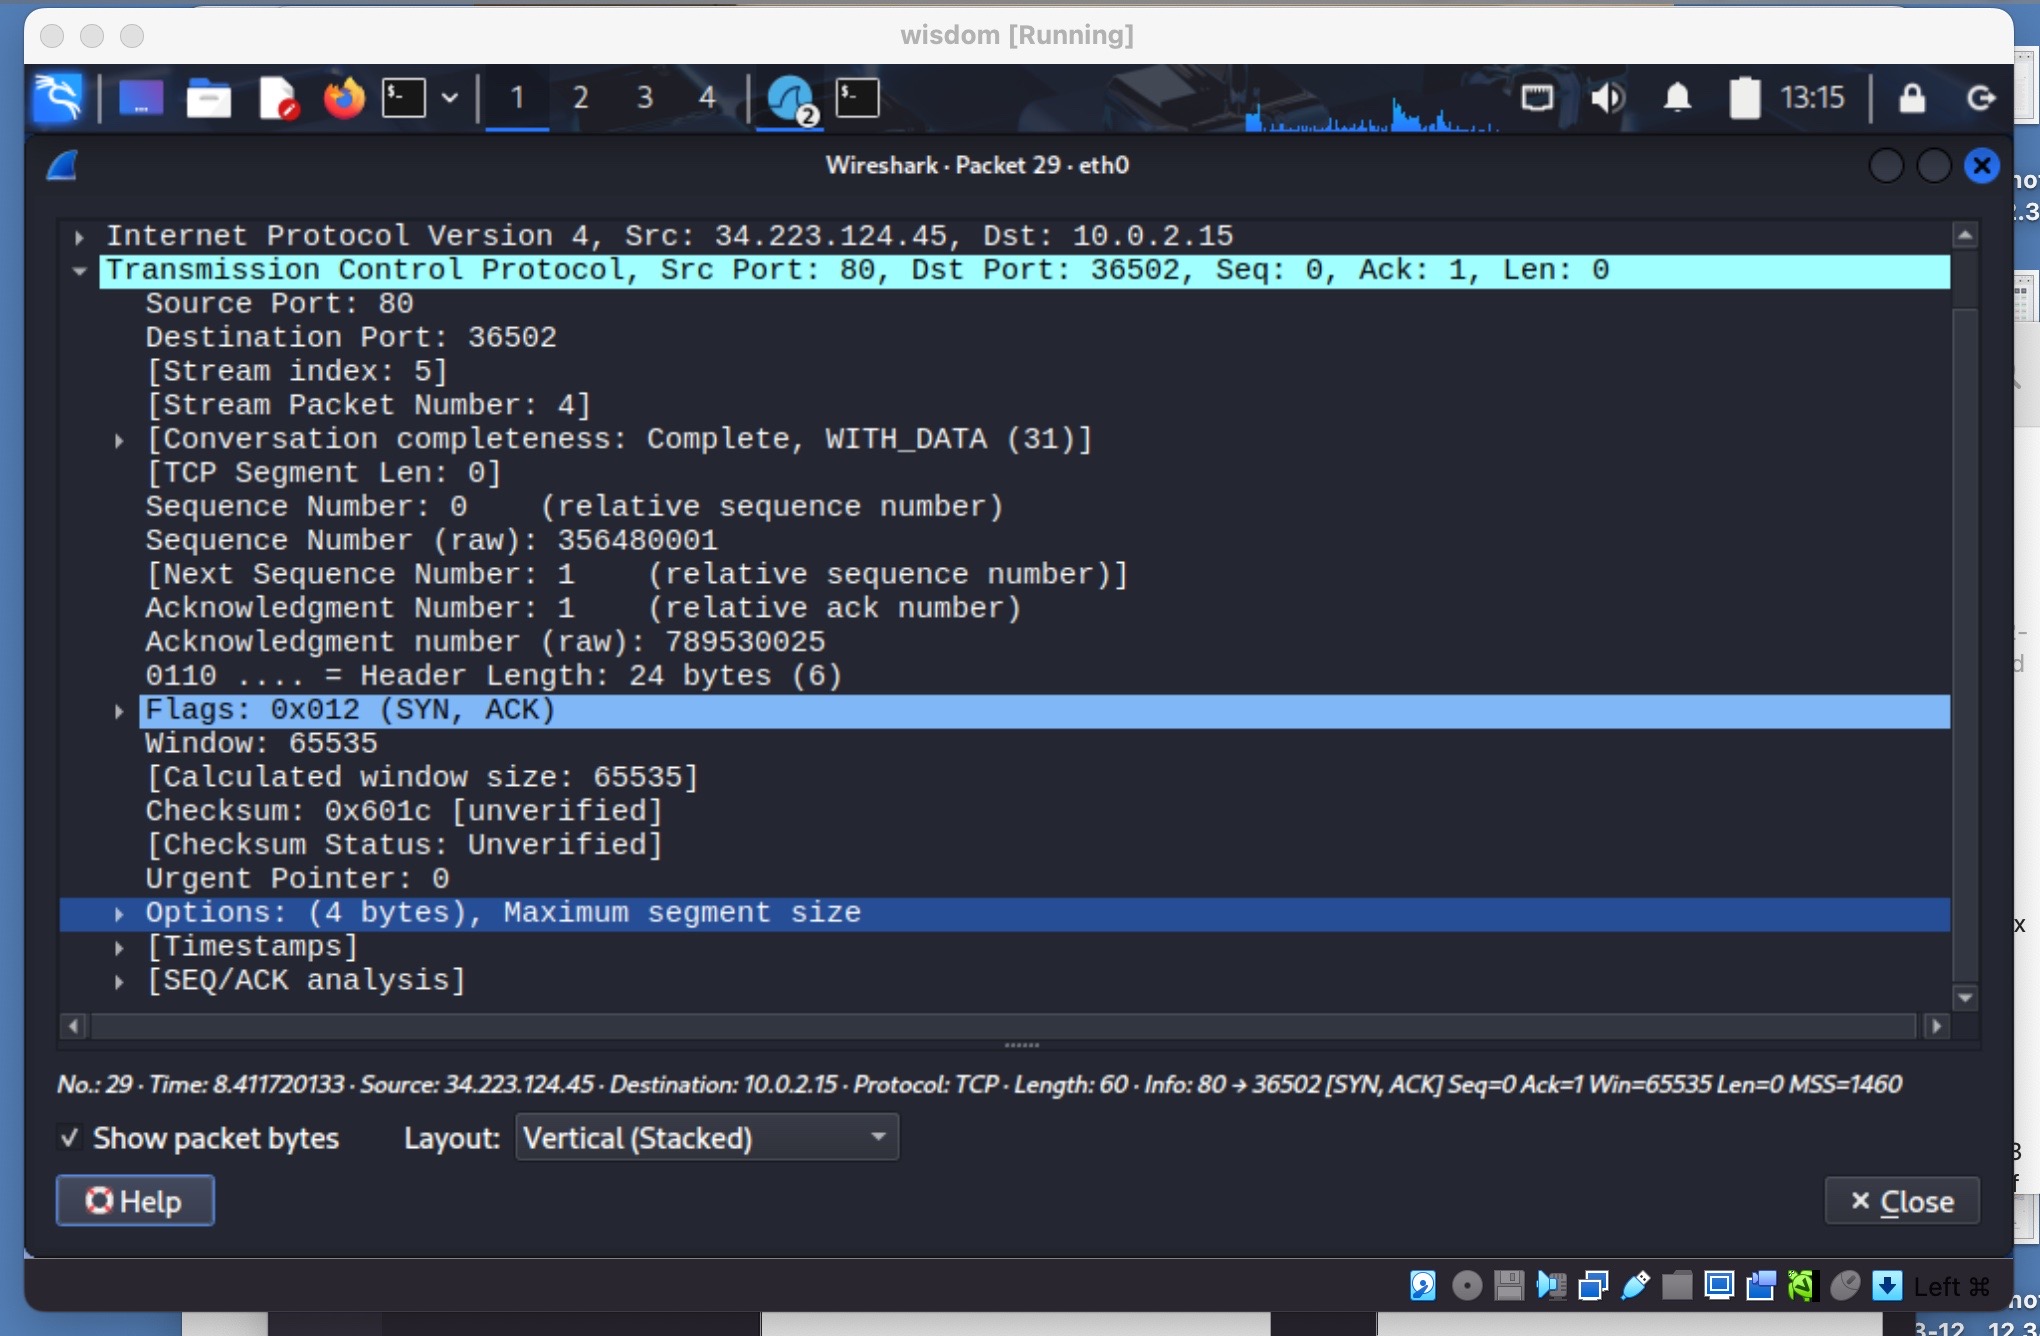 wisdom [Running]
$- 1 2 3 4 2 $- 13:15
Wireshark · Packet 29 · eth0
Internet Protocol Version 4, Src: 34.223.124.45, Dst: 10.0.2.15
Transmission Control Protocol, Src Port: 80, Dst Port: 36502, Seq: 0, Ack: 1, Len: 0
Source Port: 80
Destination Port: 36502
[Stream index: 5]
[Stream Packet Number: 4]
[Conversation completeness: Complete, WITH_DATA (31)]
[TCP Segment Len: 0]
Sequence Number: 0    (relative sequence number)
Sequence Number (raw): 356480001
[Next Sequence Number: 1    (relative sequence number)]
Acknowledgment Number: 1    (relative ack number)
Acknowledgment number (raw): 789530025
0110 .... = Header Length: 24 bytes (6)
Flags: 0x012 (SYN, ACK)
Window: 65535
[Calculated window size: 65535]
Checksum: 0x601c [unverified]
[Checksum Status: Unverified]
Urgent Pointer: 0
Options: (4 bytes), Maximum segment size
[Timestamps]
[SEQ/ACK analysis]
No.: 29 · Time: 8.411720133 · Source: 34.223.124.45 · Destination: 10.0.2.15 · Protocol: TCP · Length: 60 · Info: 80 → 36502 [SYN, ACK] Seq=0 Ack=1 Win=65535 Len=0 MSS=1460
Show packet bytes Layout: Vertical (Stacked)
Help × Close
Left ⌘